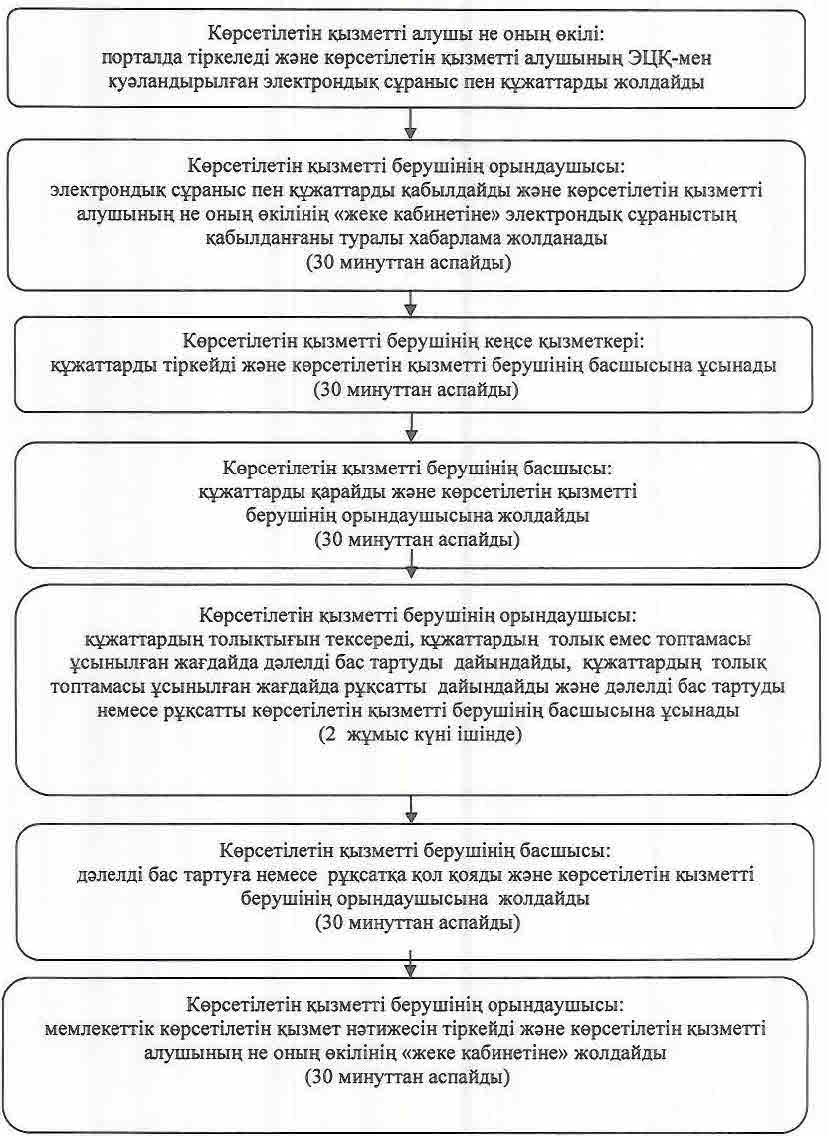 Көрсетілетін қызметті алушы не оның өкілі:
порталда тіркеледі және көрсетілетін қызметті алушының ЭЦҚ-мен
куәландырылған электрондық сұраныс пен құжаттарды жолдайды
Көрсетілетін қызметті берушінің орындаушысы:
электрондық сұраныс пен құжаттарды қабылдайды және көрсетілетін қызметті
алушының не оның өкілінің «жеке кабинетіне» электрондық сұраныстың
қабылданғаны туралы хабарлама жолданады
(30 минуттан аспайды)
Көрсетілетін қызметті берушінің кеңсе қызметкері:
құжаттарды тіркейді және көрсетілетін қызметті берушінің басшысына ұсынады
(30 минуттан аспайды)
Көрсетілетін қызметті берушінің басшысы:
құжаттарды қарайды және көрсетілетін қызметті
берушінің орындаушысына жолдайды
(30 минуттан аспайды)
Көрсетілетін қызметті берушінің орындаушысы:
құжаттардың толықтығын тексереді, құжаттардың толық емес топтамасы
ұсынылған жағдайда дәлелді бас тартуды дайындайды, құжаттардың толық
топтамасы ұсынылған жағдайда рұқсатты дайындайды және дәлелді бас тартуды
немесе рұқсатты көрсетілетін қызметті берушінің басшысына ұсынады
(2 жұмыс күні ішінде)
Көрсетілетін қызметті берушінің басшысы:
дәлелді бас тартуға немесе рұқсатқа қол қояды және көрсетілетін қызметті
берушінің орындаушысына жолдайды
(30 минуттан аспайды)
Көрсетілетін қызметті берушінің орындаушысы:
мемлекеттік көрсетілетін қызмет нәтижесін тіркейді және көрсетілетін қызметті
алушының не оның өкілінің «жеке кабинетіне» жолдайды
(30 минуттан аспайды)